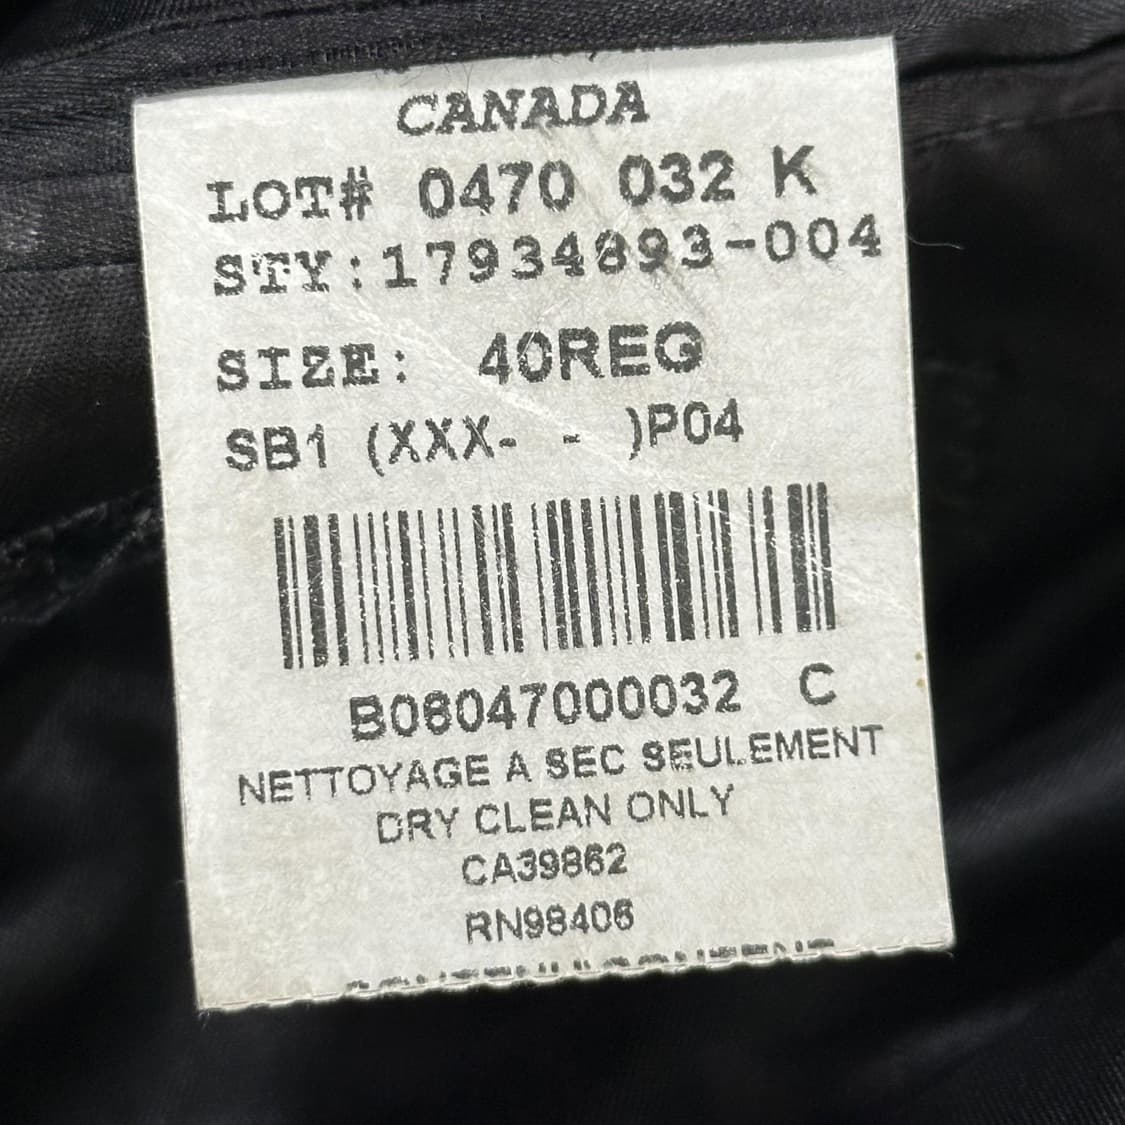 CANADA
LOT# 0470 032 K
STY:17934893-004
SIZE: 40REG
SB1 (XXX- - )P04
B06047000032 C
NETTOYAGE A SEC SEULEMENT
DRY CLEAN ONLY
CA39862
RN98406